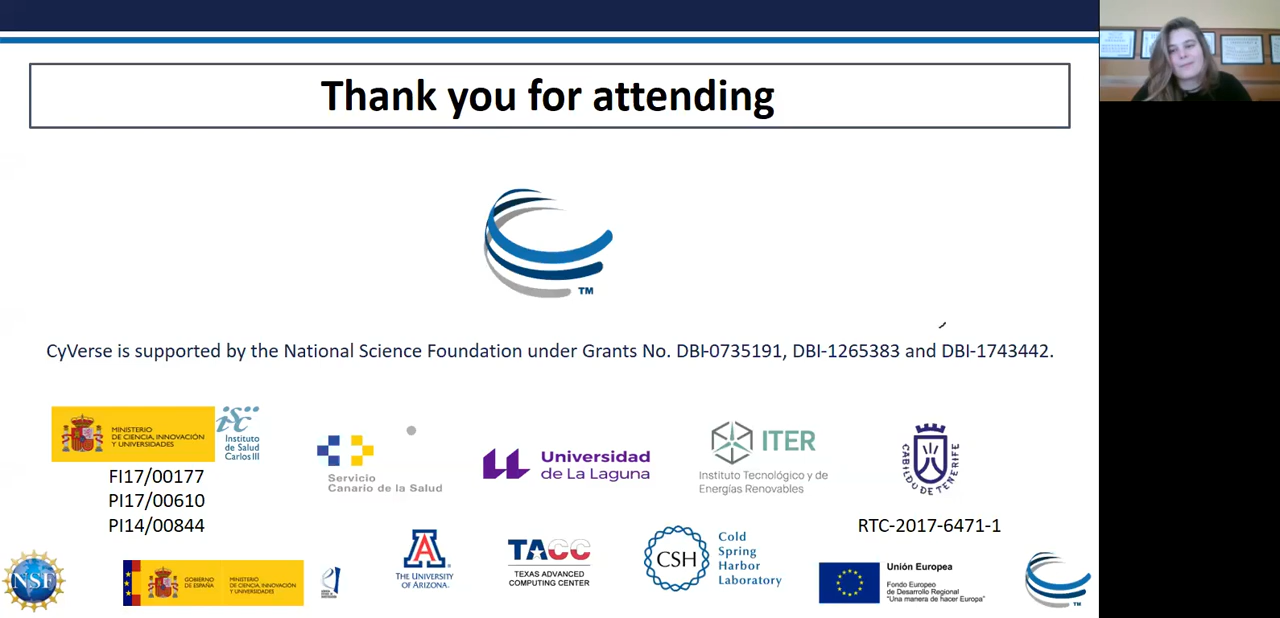 Thank you for attending
TM
CyVerse is supported by the National Science Foundation under Grants No. DBI-0735191, DBI-1265383 and DBI-1743442.
MINISTERIO
DE CIENCIA, INNOVACIÓN
Y UNIVERSIDADES
isc
Instituto
de Salud
Carlos III
FI17/00177
PI17/00610
PI14/00844
Servicio
Canario de la Salud
Universidad
de La Laguna
ITER
Instituto Tecnológico y de
Energías Renovables
CABILDO DE TENERIFE
RTC-2017-6471-1
NSF
GOBIERNO
DE ESPAÑA
MINISTERIO
DE CIENCIA, INNOVACIÓN
Y UNIVERSIDADES
A
THE UNIVERSITY
OF ARIZONA
TACC
TEXAS ADVANCED
COMPUTING CENTER
CSH
Cold
Spring
Harbor
Laboratory
Unión Europea
Fondo Europeo
de Desarrollo Regional
"Una manera de hacer Europa"
TM